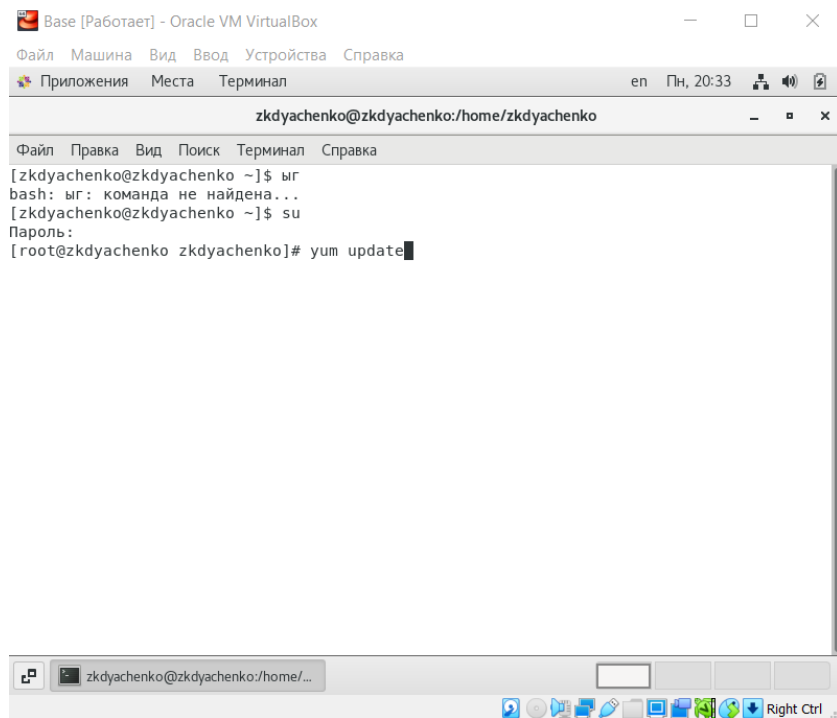 Base [Работает] - Oracle VM VirtualBox
Файл Машина Вид Ввод Устройства Справка
Приложения Места Терминал en Пн, 20:33
zkdyachenko@zkdyachenko:/home/zkdyachenko
Файл Правка Вид Поиск Терминал Справка
[zkdyachenko@zkdyachenko ~]$ ыг
bash: ыг: команда не найдена...
[zkdyachenko@zkdyachenko ~]$ su
Пароль:
[root@zkdyachenko zkdyachenko]# yum update
zkdyachenko@zkdyachenko:/home/...
Right Ctrl